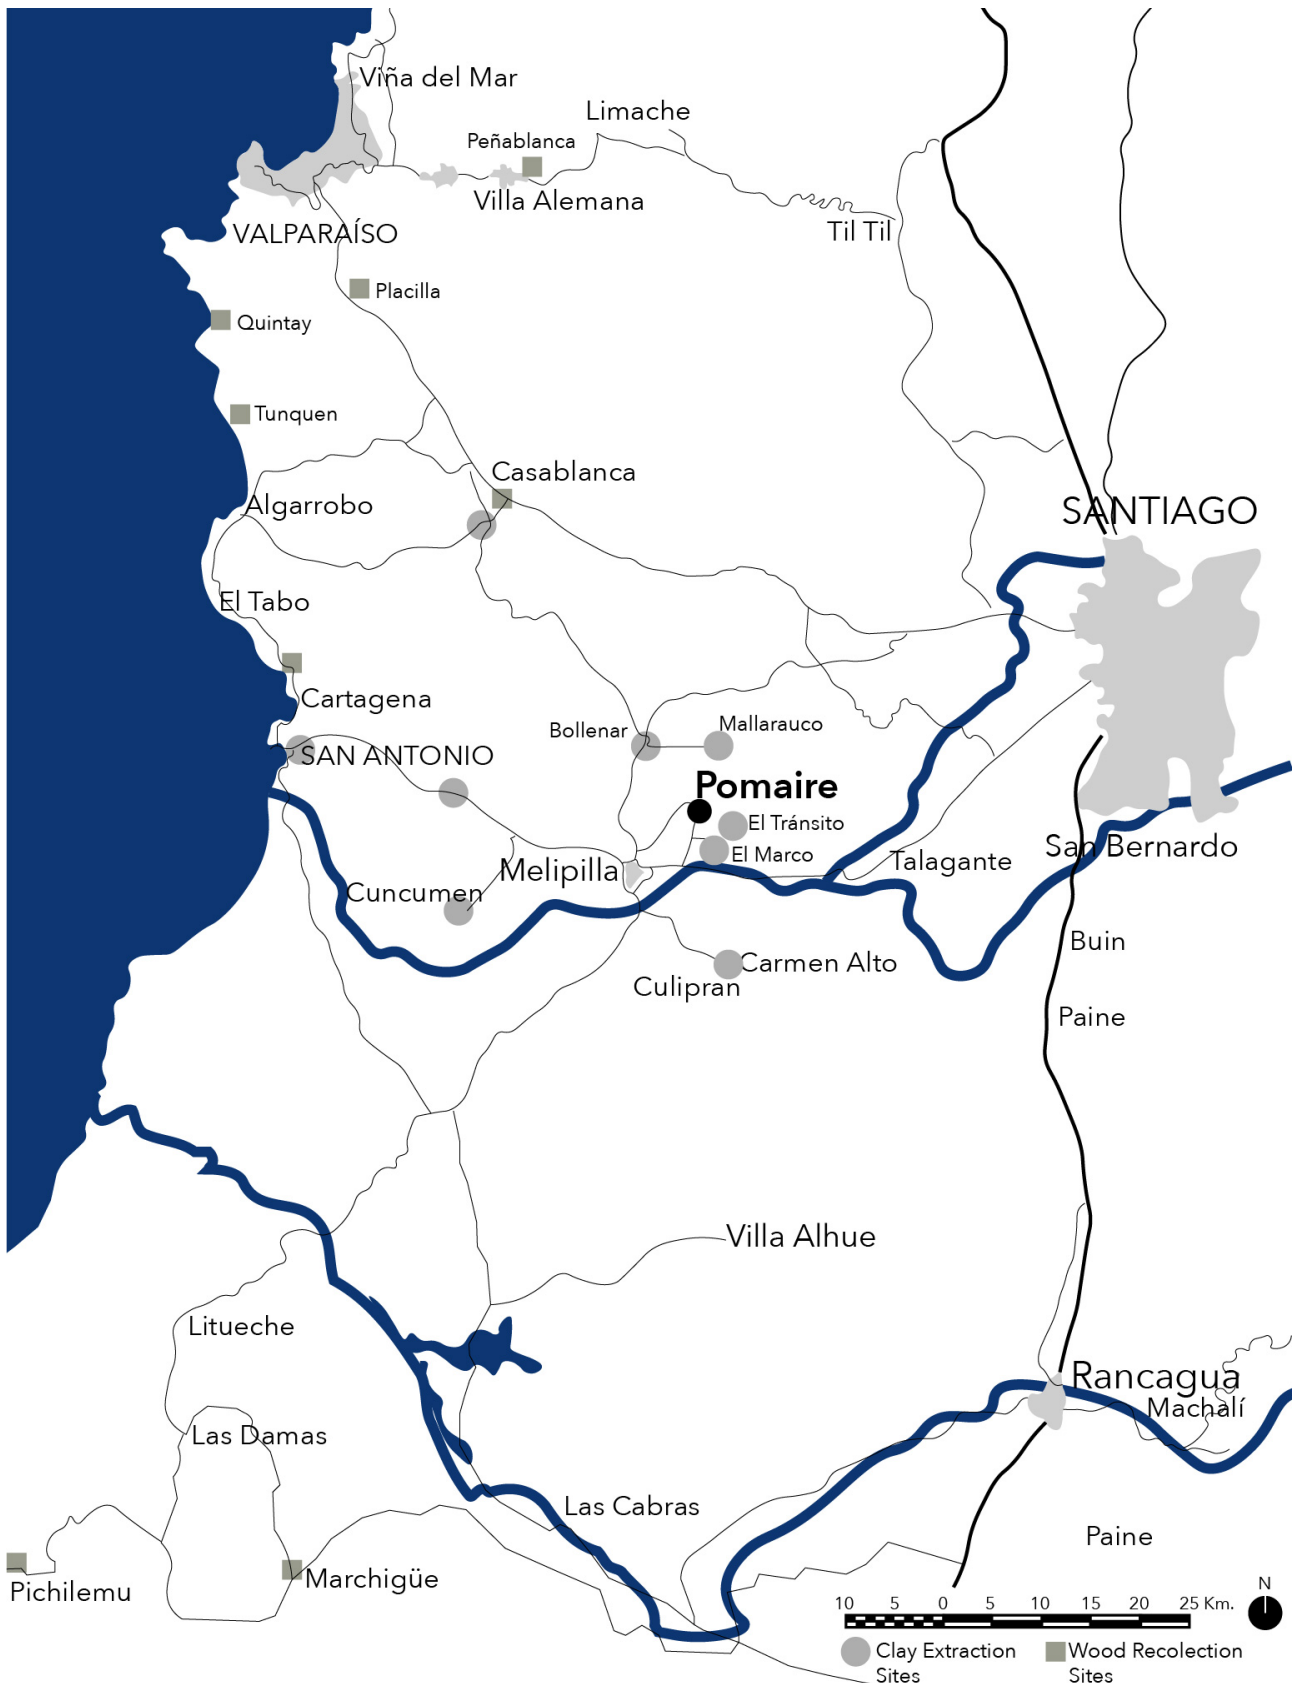 Viña del Mar
Limache
Peñablanca
Villa Alemana
Til Til
VALPARAÍSO
Placilla
Quintay
Tunquen
Casablanca
Algarrobo
SANTIAGO
El Tabo
Cartagena
Bollenar
Mallarauco
SAN ANTONIO
Pomaire
El Tránsito
El Marco
San Bernardo
Talagante
Melipilla
Cuncumen
Buin
Carmen Alto
Culipran
Paine
Villa Alhue
Litueche
Rancagua
Machalí
Las Damas
Las Cabras
Paine
Marchigüe
Pichilemu
N
10 5 0 5 10 15 20 25 Km.
Clay Extraction
Sites
Wood Recolection
Sites